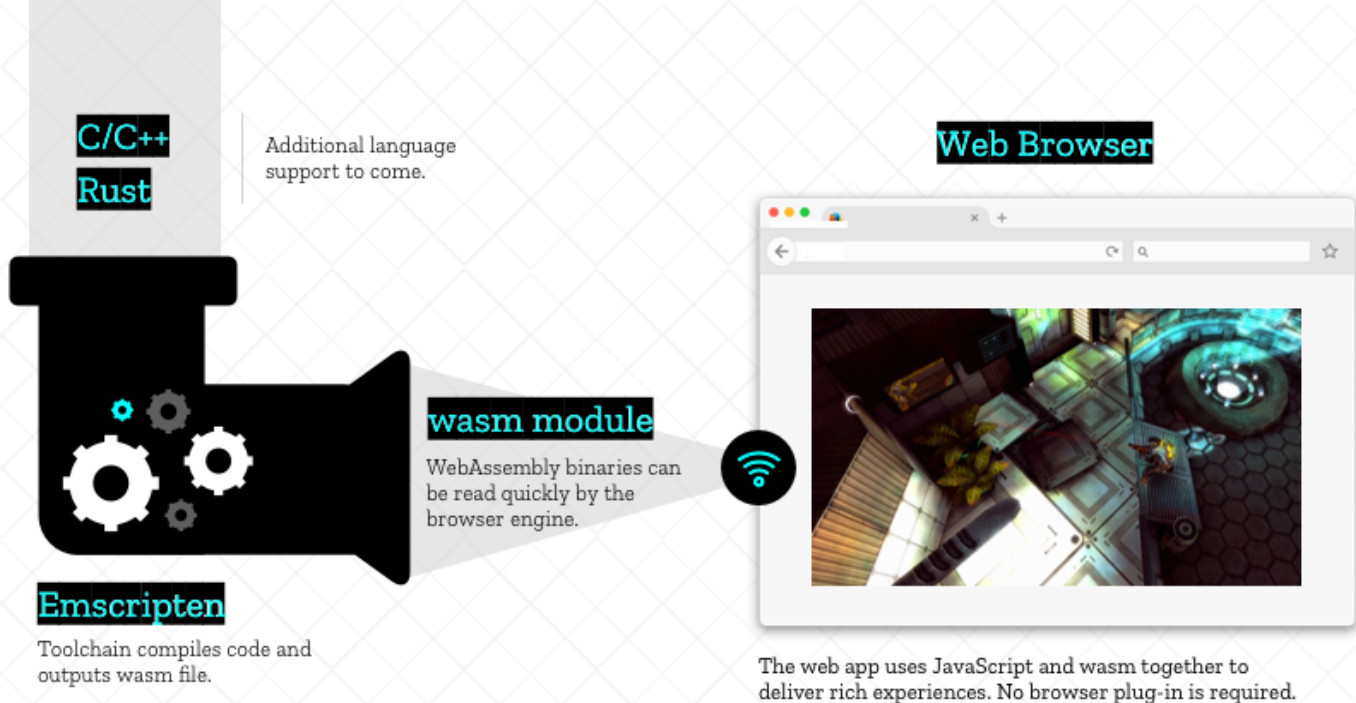 C/C++
Rust
Additional language
support to come.
Web Browser
wasm module
WebAssembly binaries can
be read quickly by the
browser engine.
Emscripten
Toolchain compiles code and
outputs wasm file.
The web app uses JavaScript and wasm together to
deliver rich experiences. No browser plug-in is required.